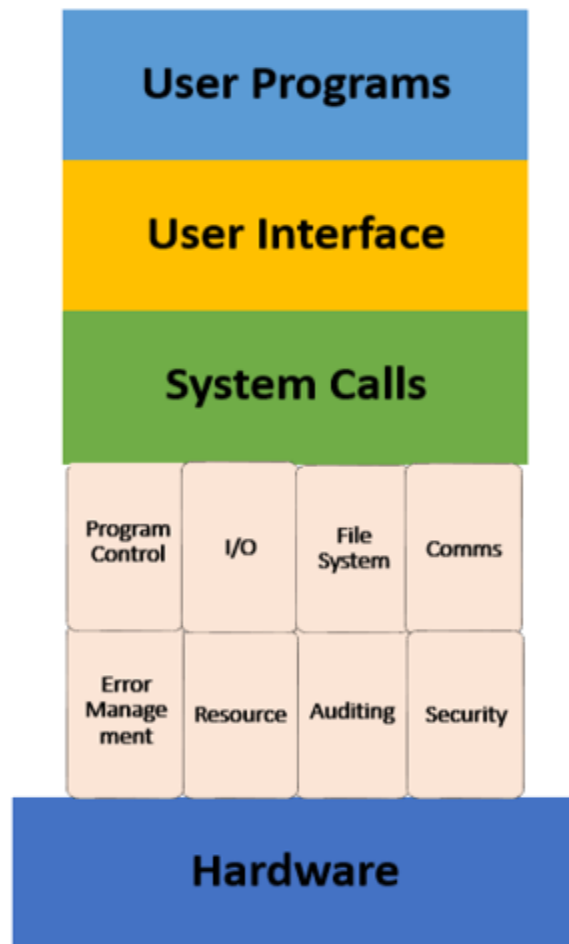 User Programs
User Interface
System Calls
Program
Control
I/O
File
System
Comms
Error
Manage
ment
Resource
Auditing
Security
Hardware